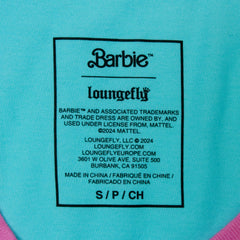 Barbie™
loungefly
BARBIE™ AND ASSOCIATED TRADEMARKS
AND TRADE DRESS ARE OWNED BY, AND
USED UNDER LICENSE FROM, MATTEL.
©2024 MATTEL.
LOUNGEFLY, LLC © 2024
LOUNGEFLY.COM
LOUNGEFLYEUROPE.COM
3601 W OLIVE AVE, SUITE 500
BURBANK, CA 91505
MADE IN CHINA / FABRIQUÉ EN CHINE /
FABRICADO EN CHINA
S / P / CH